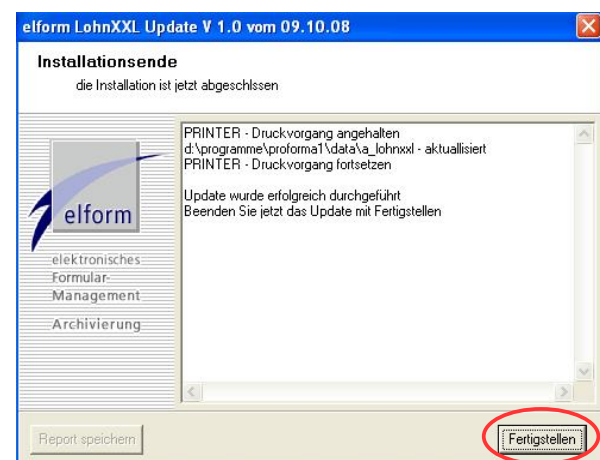 elform LohnXXL Update V 1.0 vom 09.10.08
Installationsende
die Installation ist jetzt abgeschlssen
PRINTER - Druckvorgang angehalten
d:\programme\proforma1\data\a_lohnxxl - aktuallisiert
PRINTER - Druckvorgang fortsetzen
Update wurde erfolgreich durchgeführt
Beenden Sie jetzt das Update mit Fertigstellen
elform
elektronisches
Formular-
Management
Archivierung
Report speichern
Fertigstellen